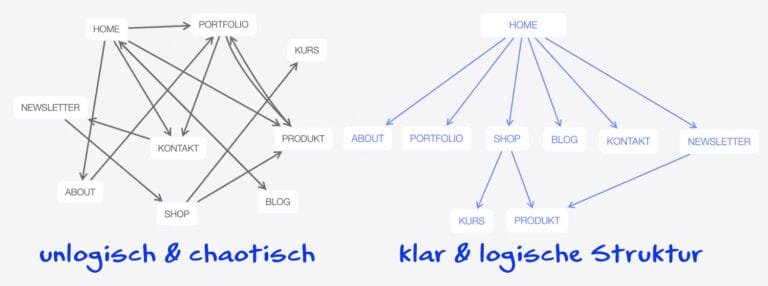 HOME
PORTFOLIO
KURS
NEWSLETTER
KONTAKT
PRODUKT
ABOUT
SHOP
BLOG
unlogisch & chaotisch
HOME
ABOUT
PORTFOLIO
SHOP
BLOG
KONTAKT
NEWSLETTER
KURS
PRODUKT
klar & logische Struktur